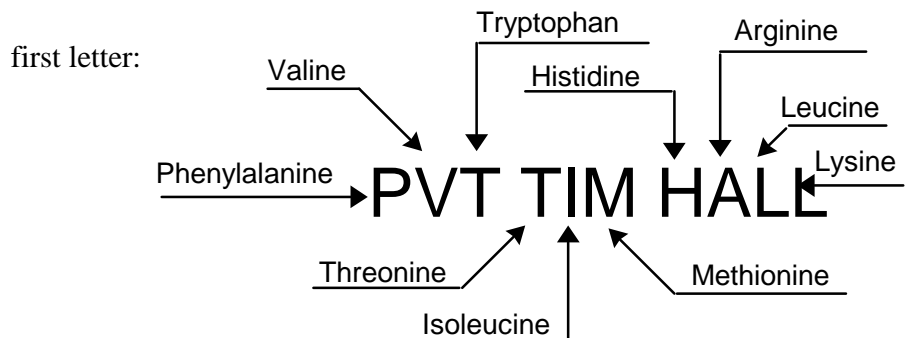 first letter:
Tryptophan
Arginine
Valine
Histidine
Leucine
Phenylalanine
PVT TIM HALL
Lysine
Threonine
Methionine
Isoleucine